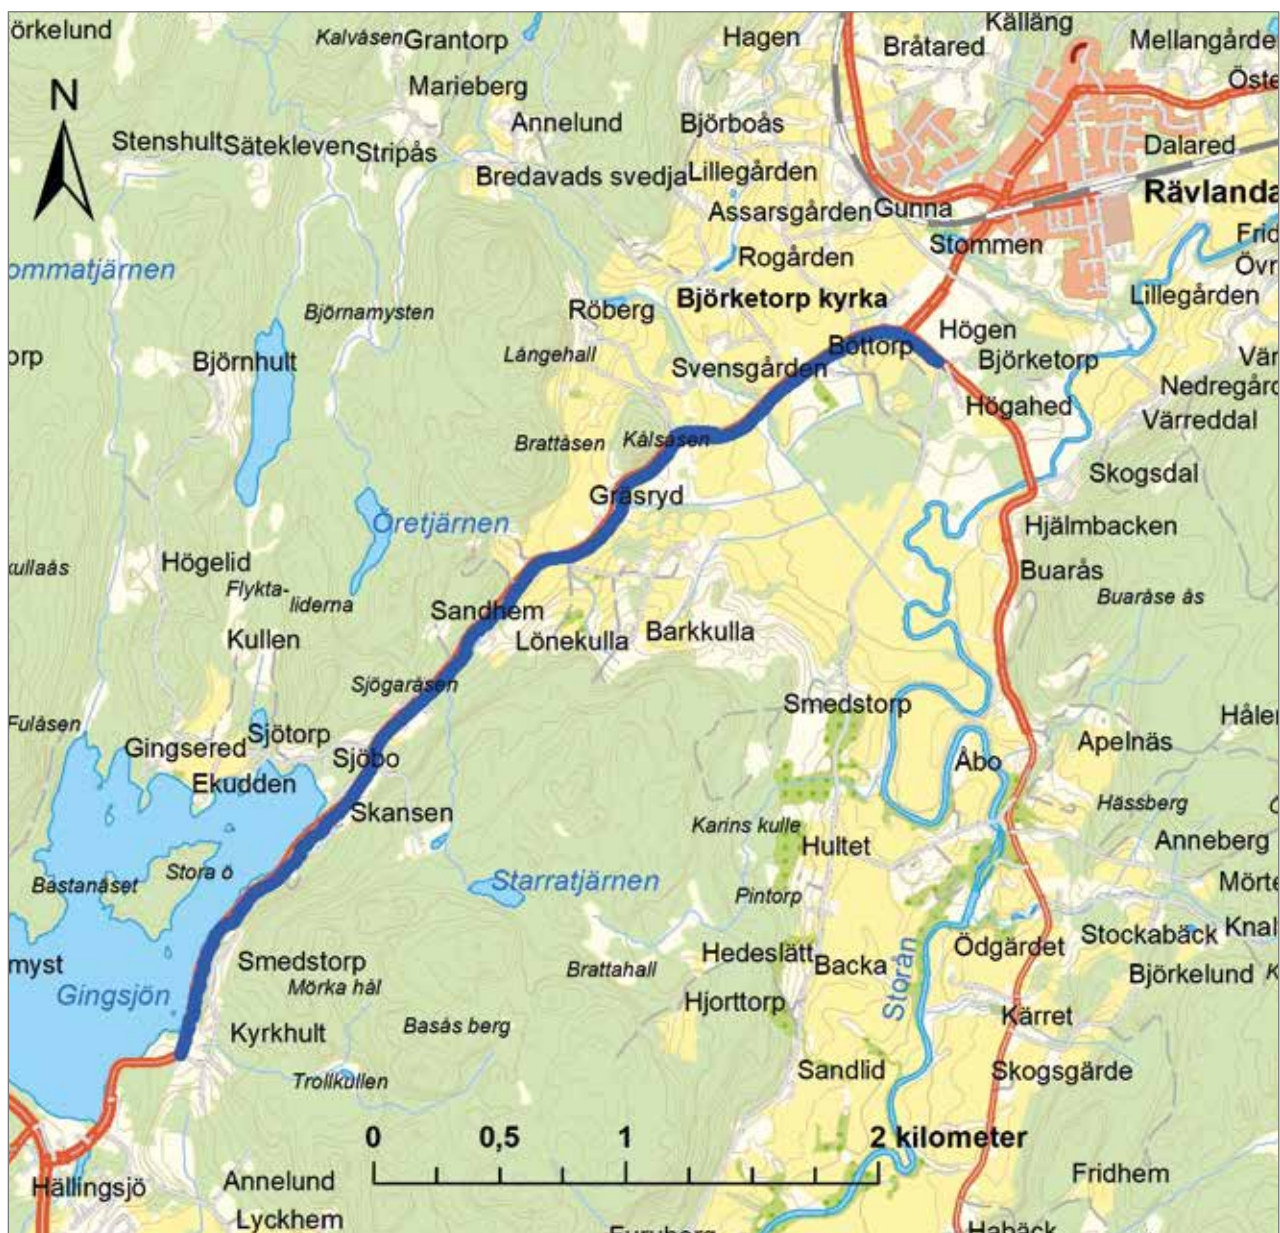 örkelund
Kalvåsen
Grantorp
Hagen
Källäng
Bråtared
Mellangårde
Marieberg
Öste
N
Annelund
Björboås
Stenshult
Sätekleven
Stripås
Dalared
Bredavads svedja
Lillegården
Assarsgården
Gunna
Rävlanda
Stommen
Frid
ommatjärnen
Rogården
Övr
Björketorp kyrka
Lillegården
Björnamysten
Röberg
Högen
orp
Björnhult
Långehall
Bottorp
Svensgården
Björketorp
Vär
Nedregård
Högahed
Värreddal
Brattåsen
Kålsåsen
Skogsdal
Gräsryd
Öretjärnen
Hjälmbacken
Högelid
kullaås
Buarås
Flykta-
liderna
Buaråse ås
Sandhem
Kullen
Lönekulla
Barkkulla
Sjögaråsen
Smedstorp
Fulåsen
Håler
Sjötorp
Gingsered
Apelnäs
Sjöbo
Åbo
Ekudden
Skansen
Hässberg
Karins kulle
Hultet
Anneberg
Stora ö
Bastanäset
Starratjärnen
Mörte
Pintorp
Knal
Stockabäck
Ödgärdet
Hedeslätt
Smedstorp
myst
Backa
Brattahall
Björkelund
K
Mörka hål
Gingsjön
Storån
Hjorttorp
Kärret
Kyrkhult
Basås berg
Sandlid
Skogsgärde
Trollkullen
0 0,5 1 2 kilometer
Hällingsjö
Annelund
Fridhem
Lyckhem
Furuberg
Habäck